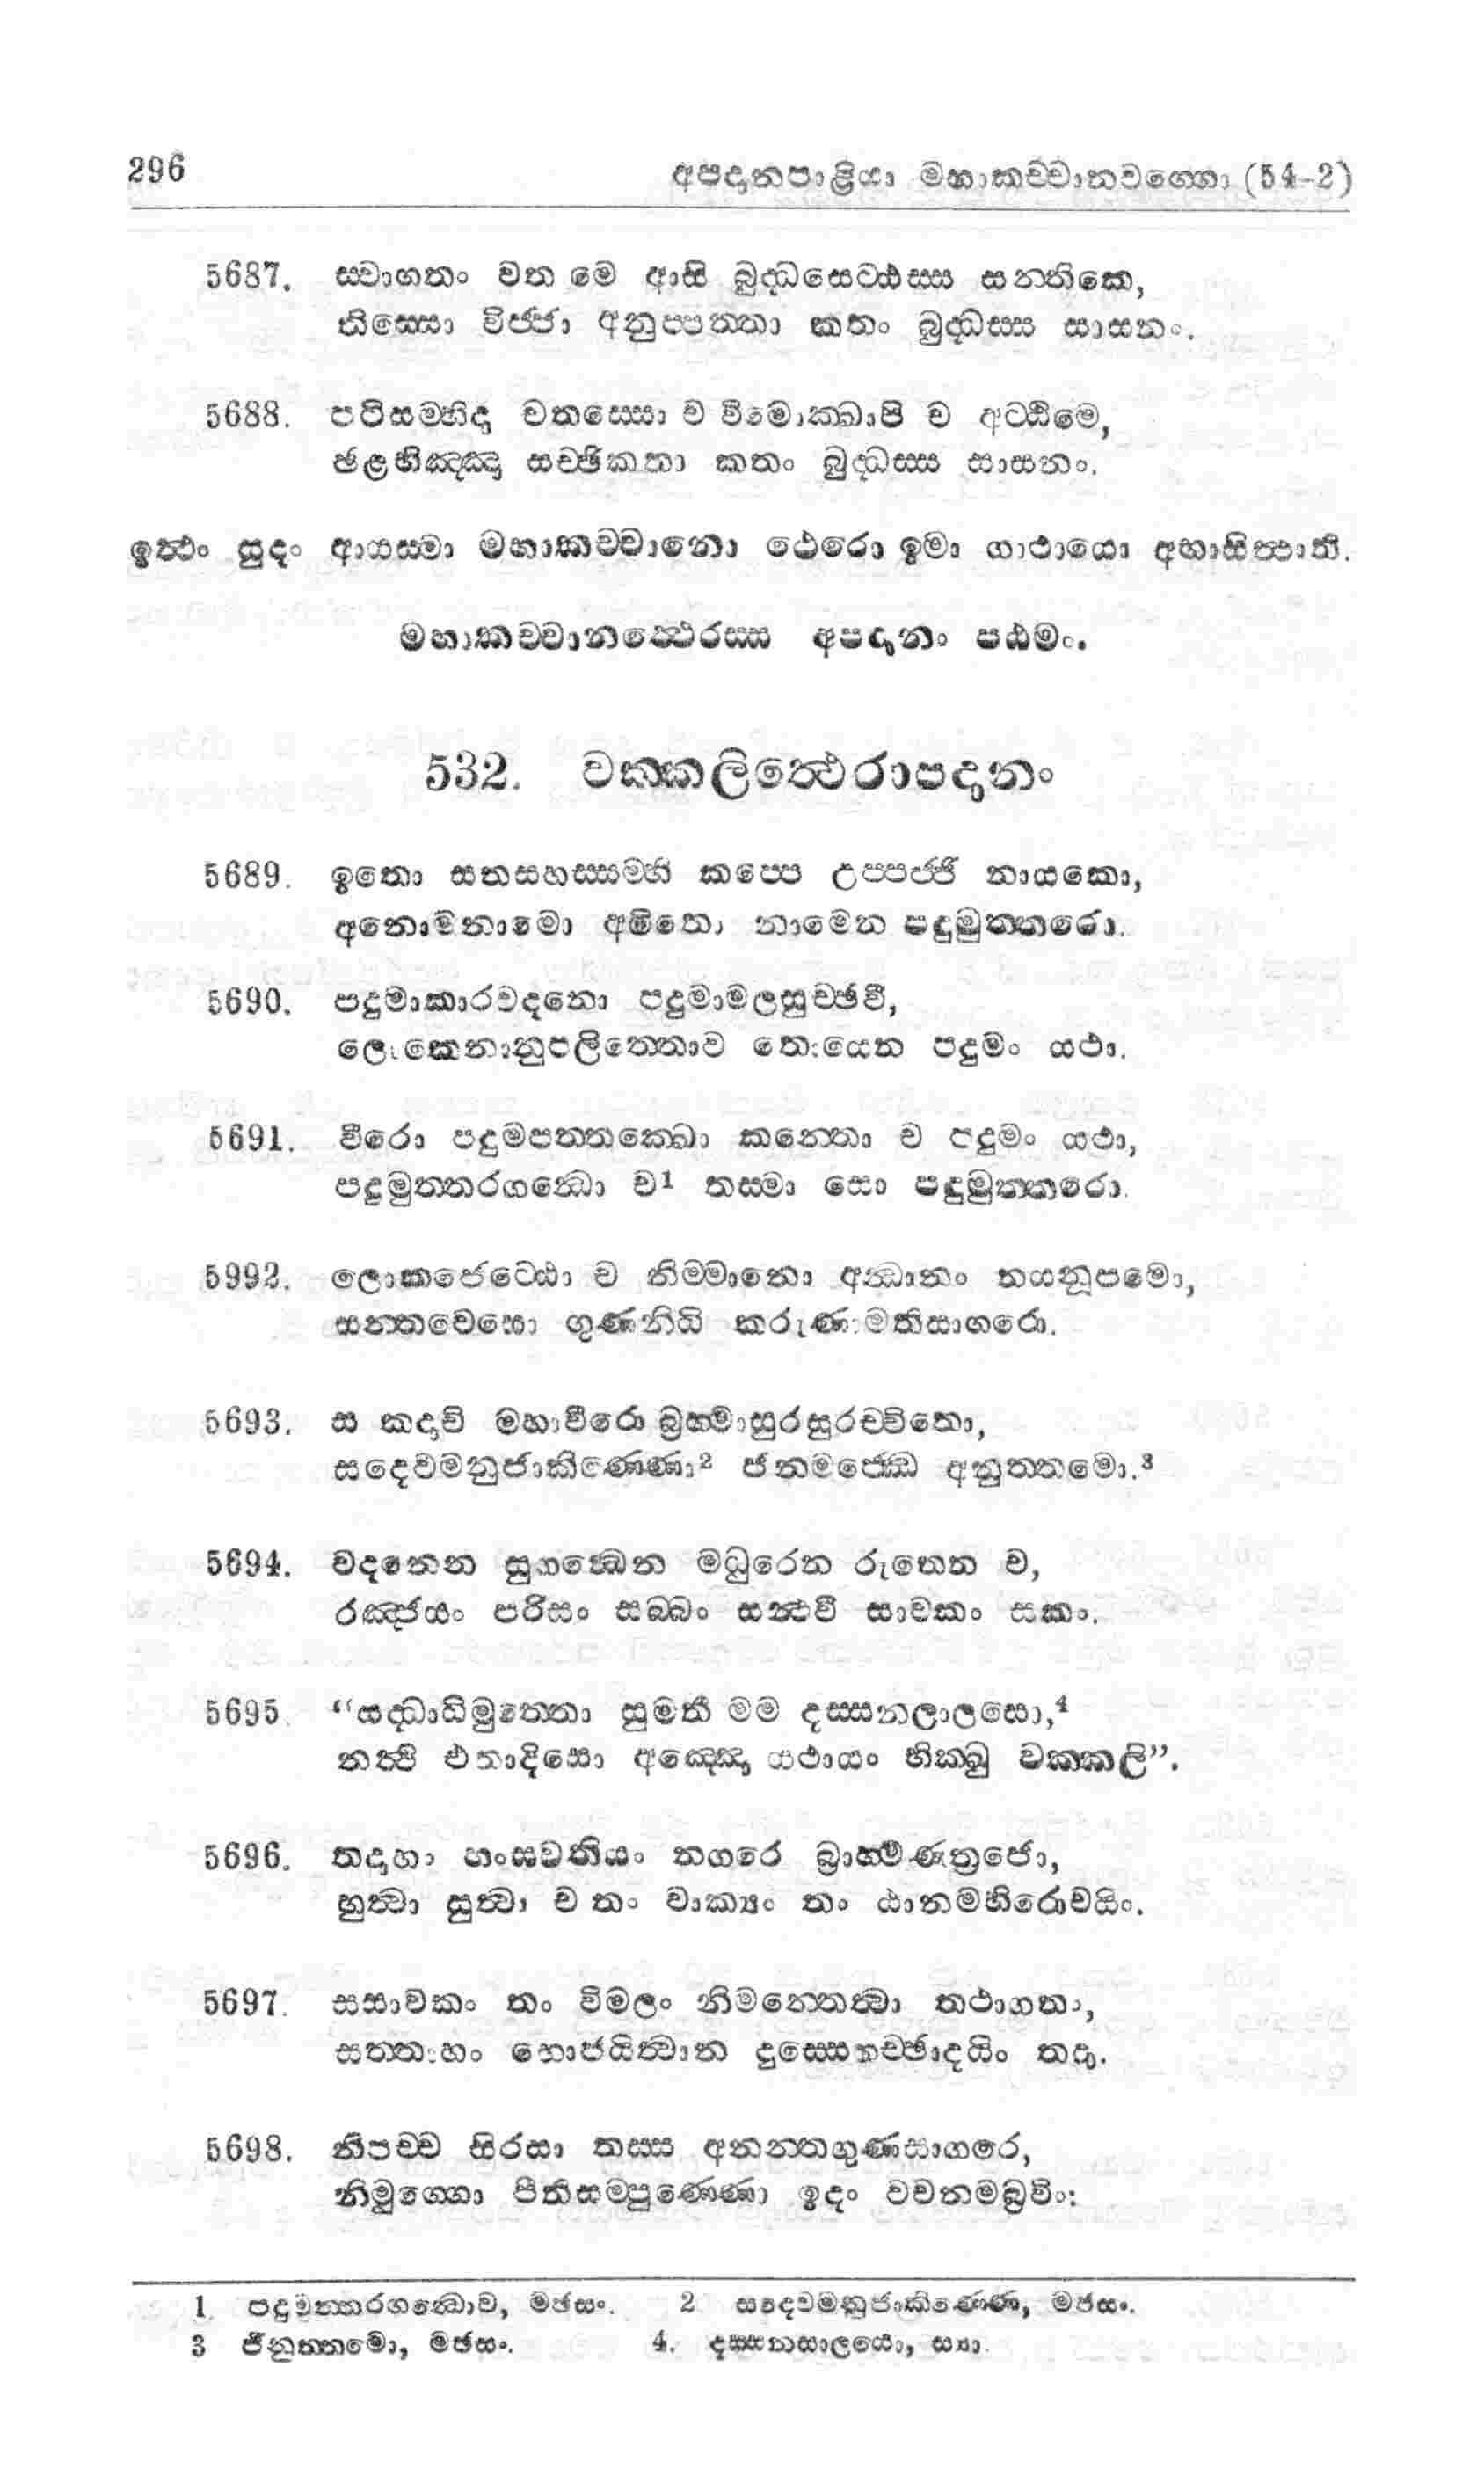 296 අපදානපාළියා මහාකච්චානවග්ගො (54-2)
5687. ස්වාගතං වත මෙ ආසි බුද්ධසෙට්ඨස්ස සන්තිකෙ,
තිස්සො විජ්ජා අනුප්පත්තා කතං බුද්ධස්ස සාසනං.
5688. පටිසම්භිදා චතස්සො ච විමොක්ඛාපි ච අට්ඨිමෙ,
ඡළභිඤ්ඤා සච්ඡිකතා කතං බුද්ධස්ස සාසනං.
ඉත්ථං සුදං ආයස්මා මහාකච්චානො ථෙරො ඉමා ගාථායො අභාසිත්ථාති.
මහාකච්චානත්ථෙරස්ස අපදානං පඨමං.
532. වක්කලිත්ථෙරාපදානං
5689. ඉතො සතසහස්සම්හි කප්පෙ උප්පජ්ජි නායකො,
අනොමනාමො අමිතො නාමෙන පදුමුත්තරො.
5690. පදුමාකාරවදනො පදුමාමලසුච්ඡවී,
ලොකෙනානුපලිත්තොව තොයෙන පදුමං යථා.
5691. වීරො පදුමපත්තක්ඛො කන්තො ච පදුමං යථා,
පදුමුත්තරගන්ධො ච1 තස්මා සො පදුමුත්තරො.
5992. ලොකජෙට්ඨො ච නිම්මානො අන්ධානං නයනූපමො,
සන්තවෙසො ගුණනිධි කරුණාමතිසාගරො.
5693. ස කදාචි මහාවීරො බ්‍රහ්මාසුරසුරච්චිතො,
සදෙවමනුජාකිණ්ණො2 ජනමජ්ඣෙ අනුත්තමො.3
5694. වදනෙන සුගන්ධෙන මධුරෙන රුතෙන ච,
රඤ්ජයං පරිසං සබ්බං සන්ථවී සාවකං සකං.
5695. “සද්ධාධිමුත්තො සුමතී මම දස්සනලාලසො,4
නත්ථි එතාදිසො අඤ්ඤො යථායං භික්ඛු වක්කලි”.
5696. තදාහං හංසවතියං නගරෙ බ්‍රාහ්මණත්‍රජො,
හුත්වා සුත්වා ච තං වාක්‍යං තං ඨානමභිරොචයිං.
5697. සසාවකං තං විමලං නිමන්තෙත්වා තථාගතං,
සත්තාහං භොජයිත්වාන දුස්සෙහච්ඡාදයිං තදා.
5698. නිපච්ච සිරසා තස්ස අනන්තගුණසාගරෙ,
නිමුග්ගො පීතිසම්පුණ්ණො ඉදං වචනමබ්‍රවිං:
1. පදුමුත්තරගන්ධොව, මඡසං. 2. සදෙවමනුජාකිණ්ණෙ, මඡසං.
3 ජිනුත්තමො, මඡසං. 4. දස්සනසාලයො, ස්‍යා.